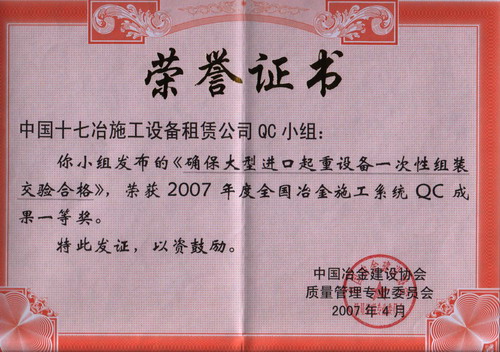 荣誉证书
中国十七冶施工设备租赁公司QC小组：
你小组发布的《确保大型进口起重设备一次性组装
交验合格》，荣获2007年度全国冶金施工系统QC成
果一等奖。
特此发证，以资鼓励。
中国冶金建设协会
质量管理专业委员会
2007年4月